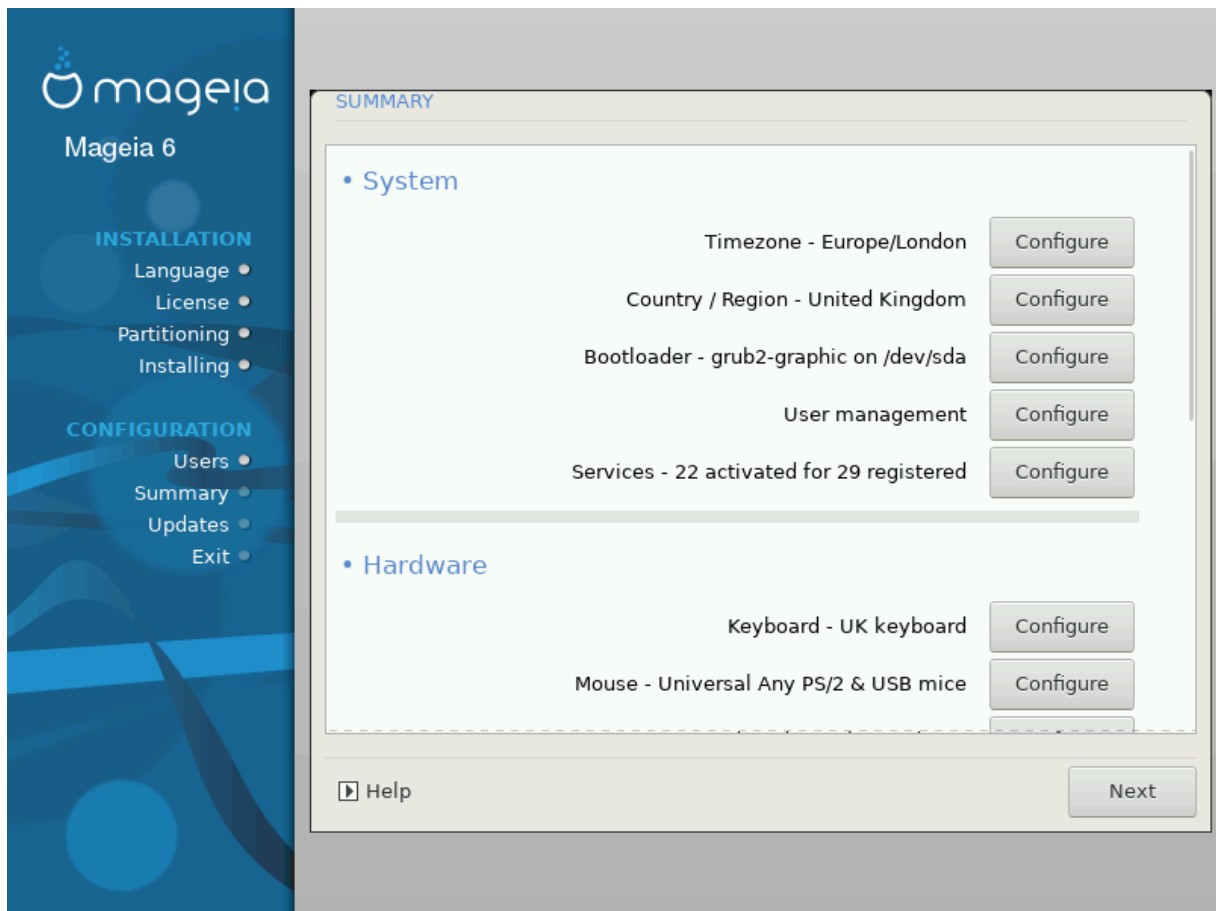 mageia
Mageia 6
INSTALLATION
Language
License
Partitioning
Installing
CONFIGURATION
Users
Summary
Updates
Exit
SUMMARY
• System
Timezone - Europe/London Configure
Country / Region - United Kingdom Configure
Bootloader - grub2-graphic on /dev/sda Configure
User management Configure
Services - 22 activated for 29 registered Configure
• Hardware
Keyboard - UK keyboard Configure
Mouse - Universal Any PS/2 & USB mice Configure
Help Next